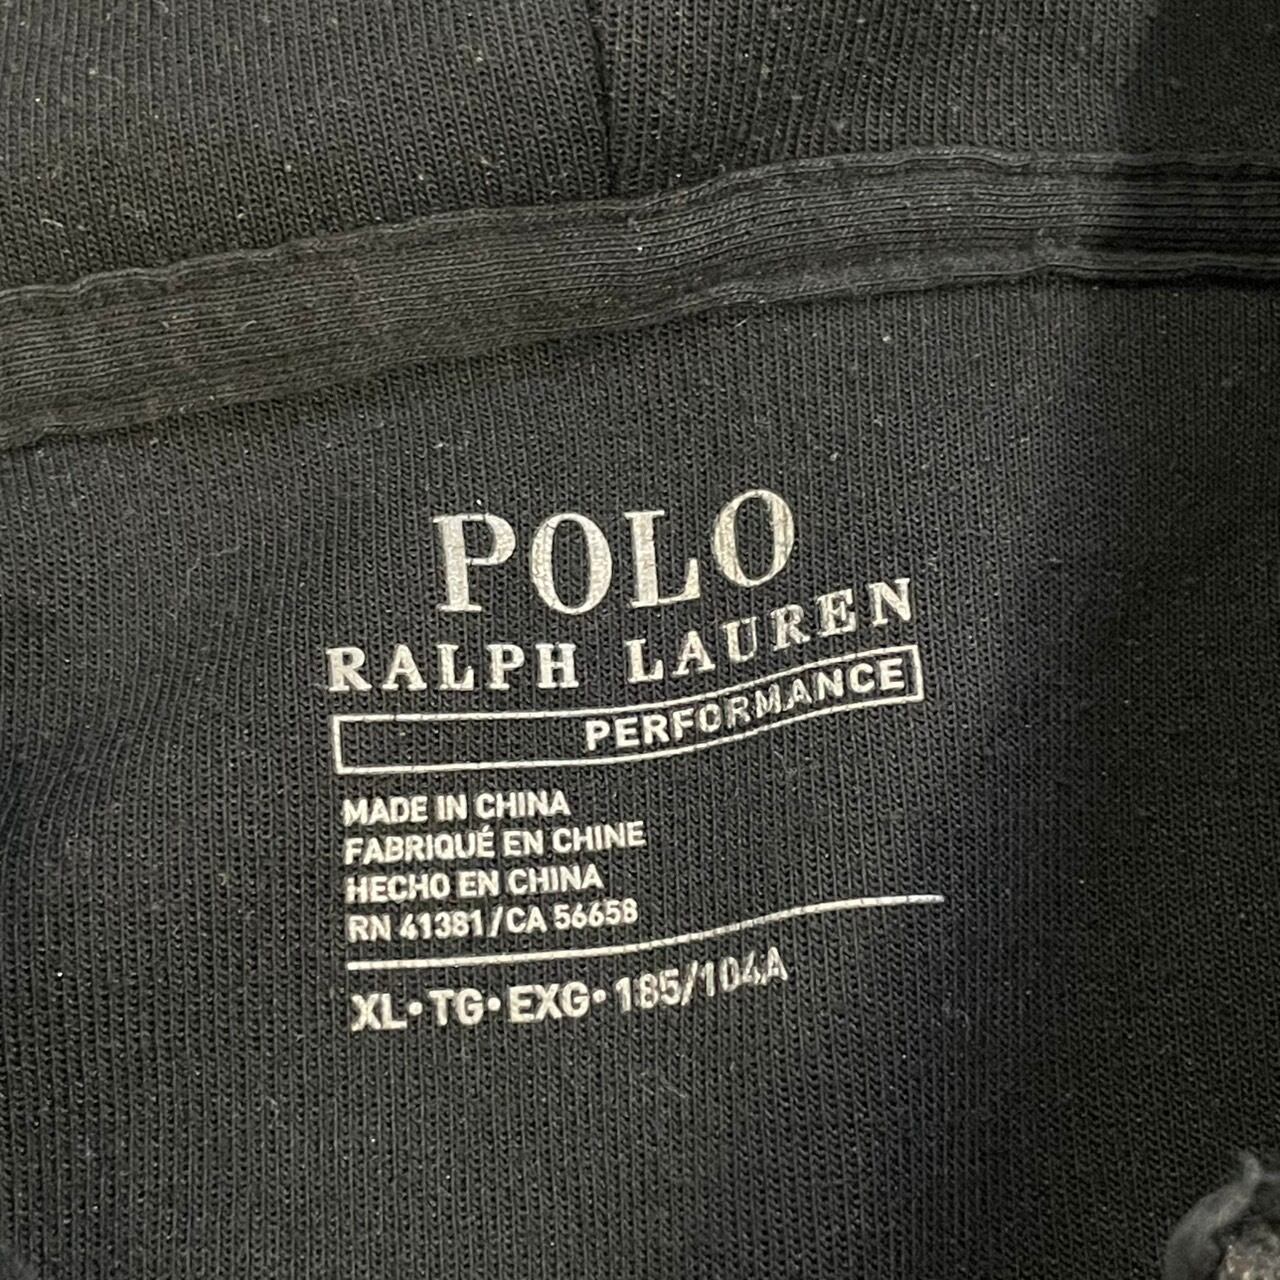 POLO
RALPH LAUREN
PERFORMANCE
MADE IN CHINA
FABRIQUÉ EN CHINE
HECHO EN CHINA
RN 41381/CA 56658
XL•TG•EXG•185/104A